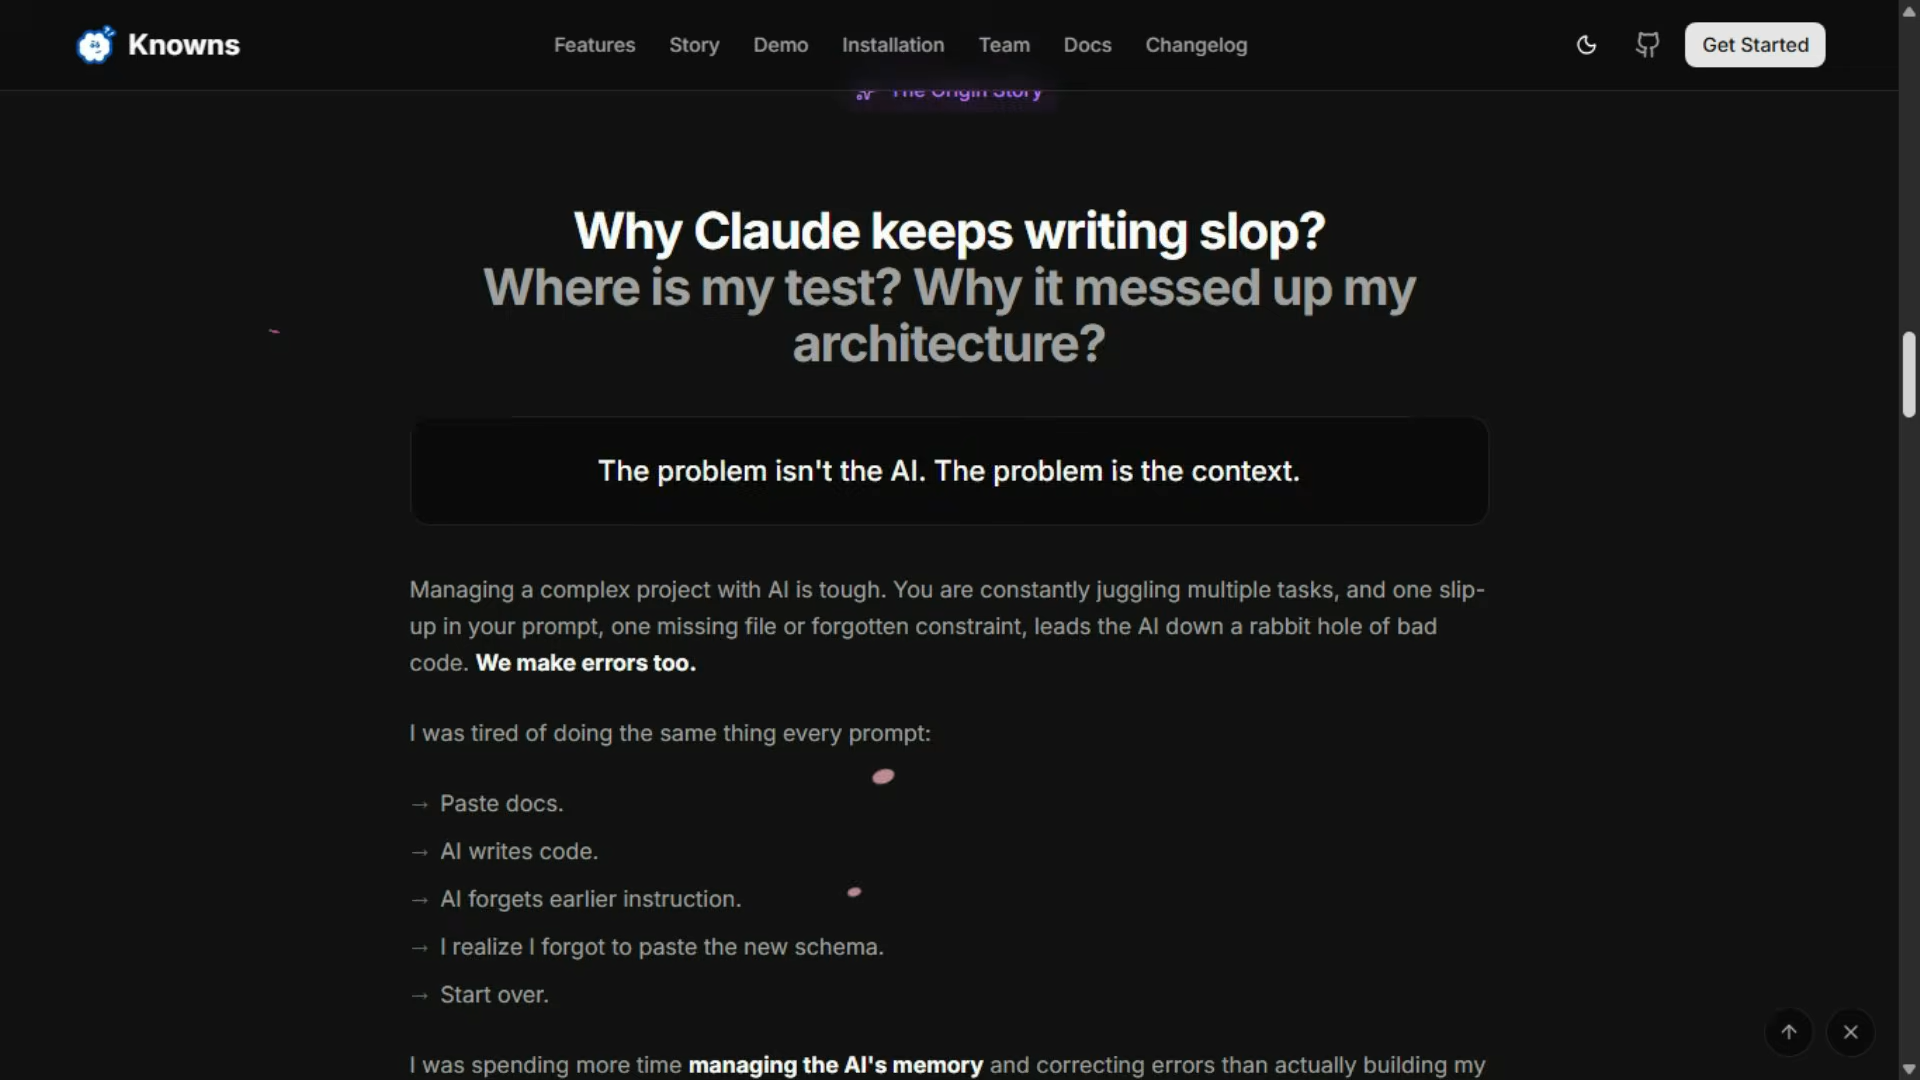 Knowns
Features Story Demo Installation Team Docs Changelog
Get Started
The Origin Story
Why Claude keeps writing slop?
Where is my test? Why it messed up my
architecture?
The problem isn't the AI. The problem is the context.
Managing a complex project with AI is tough. You are constantly juggling multiple tasks, and one slip-
up in your prompt, one missing file or forgotten constraint, leads the AI down a rabbit hole of bad
code. We make errors too.
I was tired of doing the same thing every prompt:
→ Paste docs.
→ AI writes code.
→ AI forgets earlier instruction.
→ I realize I forgot to paste the new schema.
→ Start over.
I was spending more time managing the AI's memory and correcting errors than actually building my